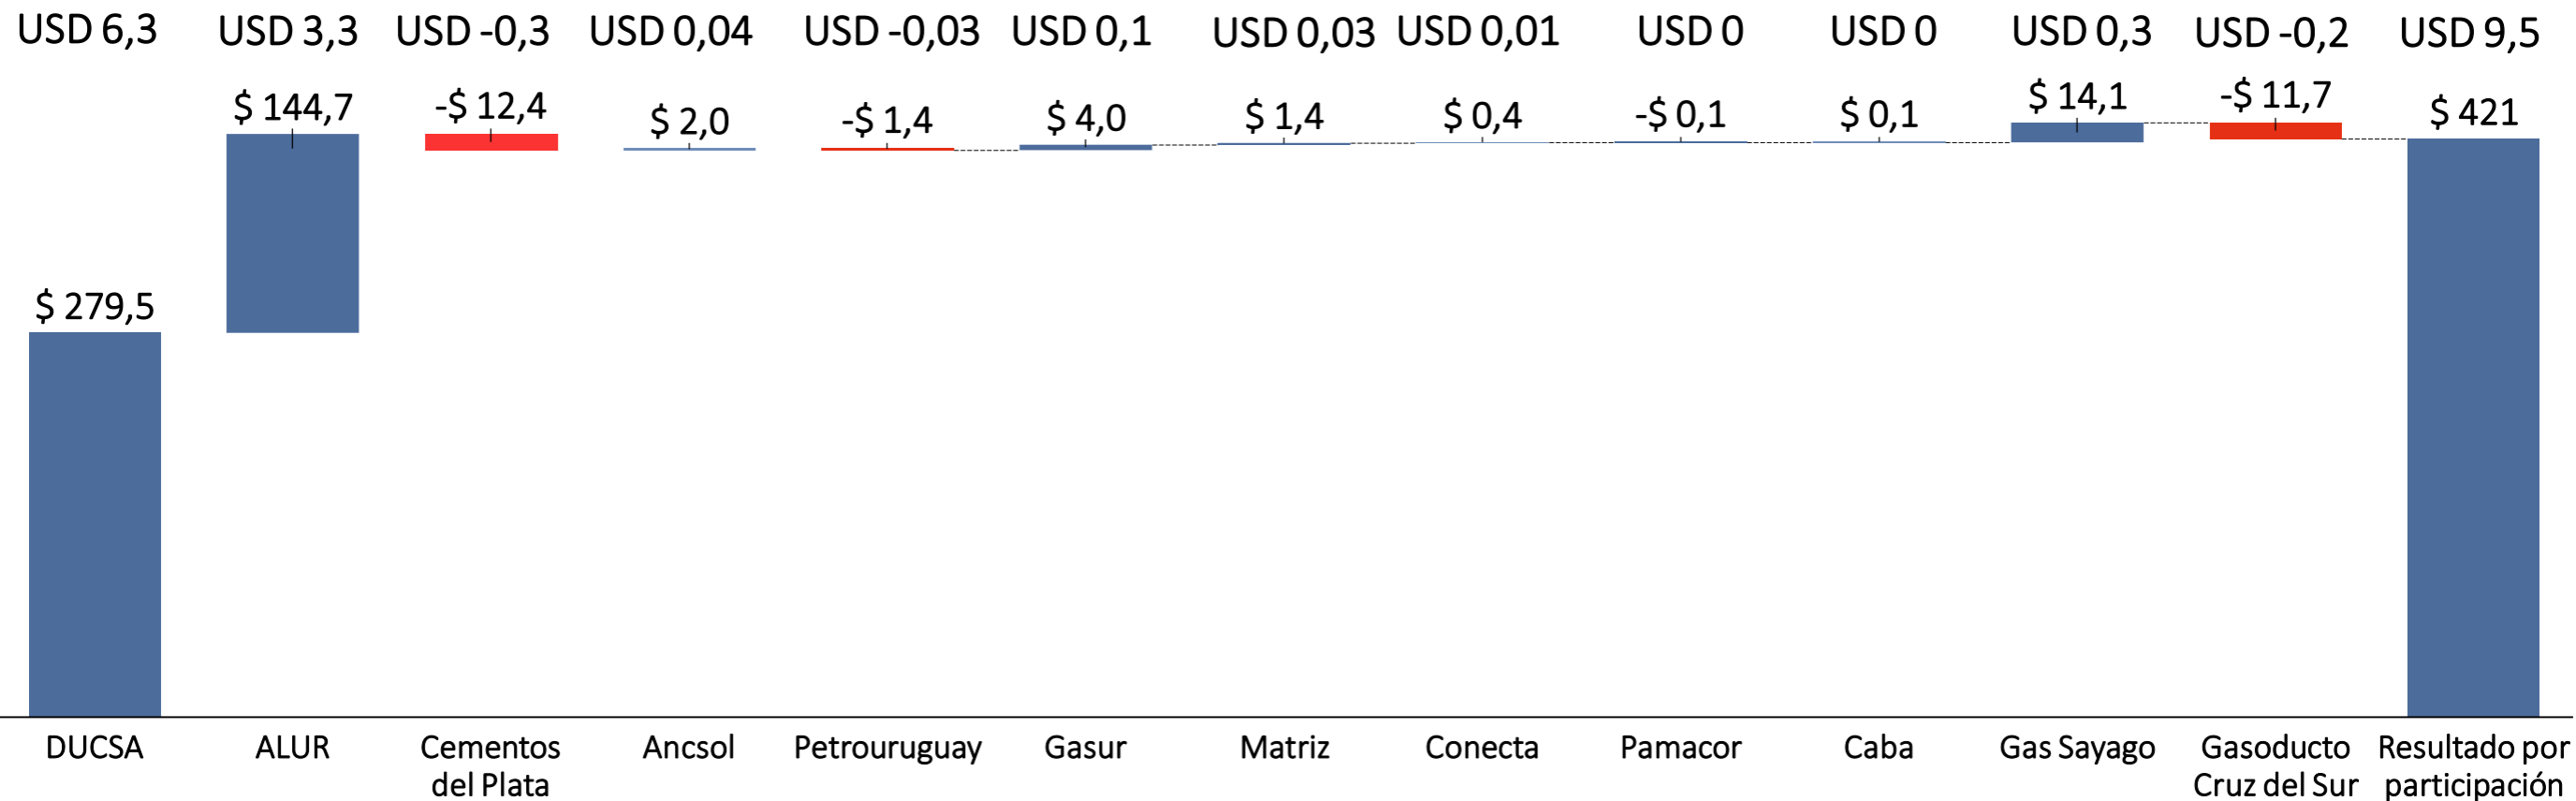 USD 6,3 USD 3,3 USD -0,3 USD 0,04 USD -0,03 USD 0,1 USD 0,03 USD 0,01 USD 0 USD 0 USD 0,3 USD -0,2 USD 9,5
$ 144,7 -$ 12,4 $ 2,0 -$ 1,4 $ 4,0 $ 1,4 $ 0,4 -$ 0,1 $ 0,1 $ 14,1 -$ 11,7 $ 421
$ 279,5
DUCSA ALUR Cementos Ancsol Petrouruguay Gasur Matriz Conecta Pamacor Caba Gas Sayago Gasoducto Resultado por
del Plata Cruz del Sur participación